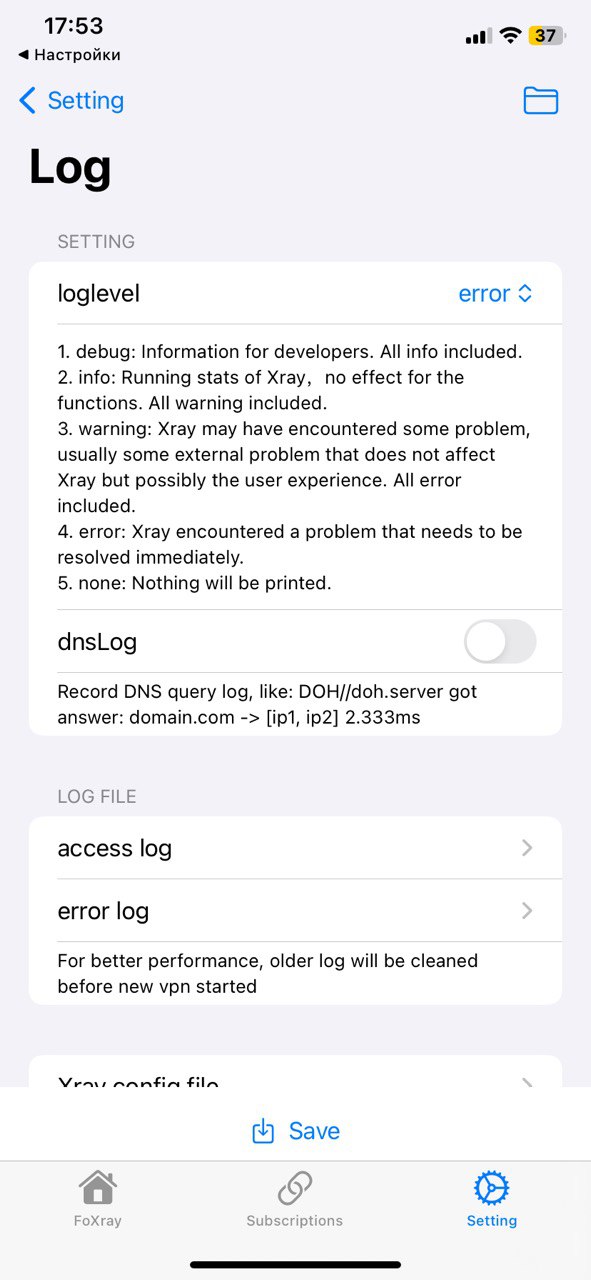 17:53
37
◀ Настройки
Setting
Log
SETTING
loglevel
error
1. debug: Information for developers. All info included.
2. info: Running stats of Xray，no effect for the
functions. All warning included.
3. warning: Xray may have encountered some problem,
usually some external problem that does not affect
Xray but possibly the user experience. All error
included.
4. error: Xray encountered a problem that needs to be
resolved immediately.
5. none: Nothing will be printed.
dnsLog
Record DNS query log, like: DOH//doh.server got
answer: domain.com -> [ip1, ip2] 2.333ms
LOG FILE
access log
error log
For better performance, older log will be cleaned
before new vpn started
Xray config file
Save
FoXray
Subscriptions
Setting